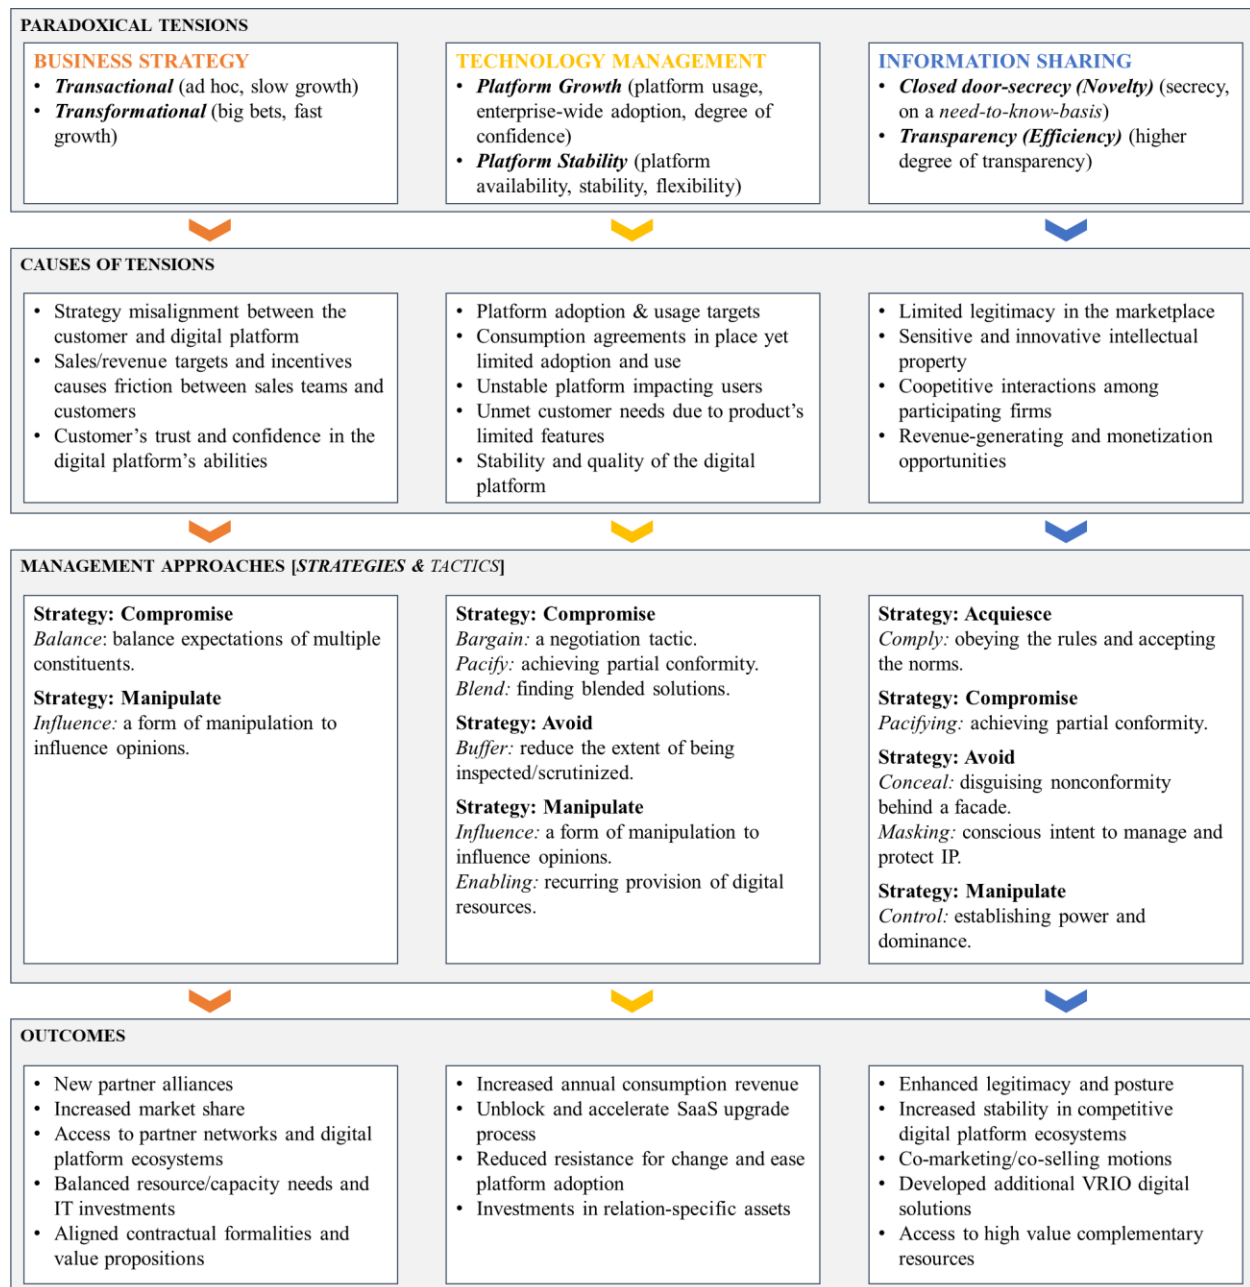 PARADOXICAL TENSIONS
BUSINESS STRATEGY
• Transactional (ad hoc, slow growth)
• Transformational (big bets, fast
growth)
TECHNOLOGY MANAGEMENT
• Platform Growth (platform usage,
enterprise-wide adoption, degree of
confidence)
• Platform Stability (platform
availability, stability, flexibility)
INFORMATION SHARING
• Closed door-secrecy (Novelty) (secrecy,
on a need-to-know-basis)
• Transparency (Efficiency) (higher
degree of transparency)
CAUSES OF TENSIONS
• Strategy misalignment between the
customer and digital platform
• Sales/revenue targets and incentives
causes friction between sales teams and
customers
• Customer's trust and confidence in the
digital platform's abilities
• Platform adoption & usage targets
• Consumption agreements in place yet
limited adoption and use
• Unstable platform impacting users
• Unmet customer needs due to product's
limited features
• Stability and quality of the digital
platform
• Limited legitimacy in the marketplace
• Sensitive and innovative intellectual
property
• Coopetitive interactions among
participating firms
• Revenue-generating and monetization
opportunities
MANAGEMENT APPROACHES [STRATEGIES & TACTICS]
Strategy: Compromise
Balance: balance expectations of multiple
constituents.
Strategy: Manipulate
Influence: a form of manipulation to
influence opinions.
Strategy: Compromise
Bargain: a negotiation tactic.
Pacify: achieving partial conformity.
Blend: finding blended solutions.
Strategy: Avoid
Buffer: reduce the extent of being
inspected/scrutinized.
Strategy: Manipulate
Influence: a form of manipulation to
influence opinions.
Enabling: recurring provision of digital
resources.
Strategy: Acquiesce
Comply: obeying the rules and accepting
the norms.
Strategy: Compromise
Pacifying: achieving partial conformity.
Strategy: Avoid
Conceal: disguising nonconformity
behind a facade.
Masking: conscious intent to manage and
protect IP.
Strategy: Manipulate
Control: establishing power and
dominance.
OUTCOMES
• New partner alliances
• Increased market share
• Access to partner networks and digital
platform ecosystems
• Balanced resource/capacity needs and
IT investments
• Aligned contractual formalities and
value propositions
• Increased annual consumption revenue
• Unblock and accelerate SaaS upgrade
process
• Reduced resistance for change and ease
platform adoption
• Investments in relation-specific assets
• Enhanced legitimacy and posture
• Increased stability in competitive
digital platform ecosystems
• Co-marketing/co-selling motions
• Developed additional VRIO digital
solutions
• Access to high value complementary
resources